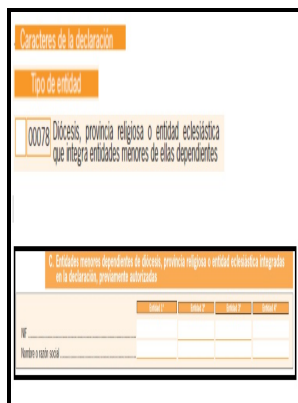 Caracteres de la declaración
Tipo de entidad
00078 Diócesis, provincia religiosa o entidad eclesiástica
que integra entidades menores de ellas dependientes
C. Entidades menores dependientes de diócesis, provincia religiosa o entidad eclesiástica integradas
en la declaración, previamente autorizadas
Entidad 1ª Entidad 2ª Entidad 3ª Entidad 4ª
NIF
Nombre o razón social